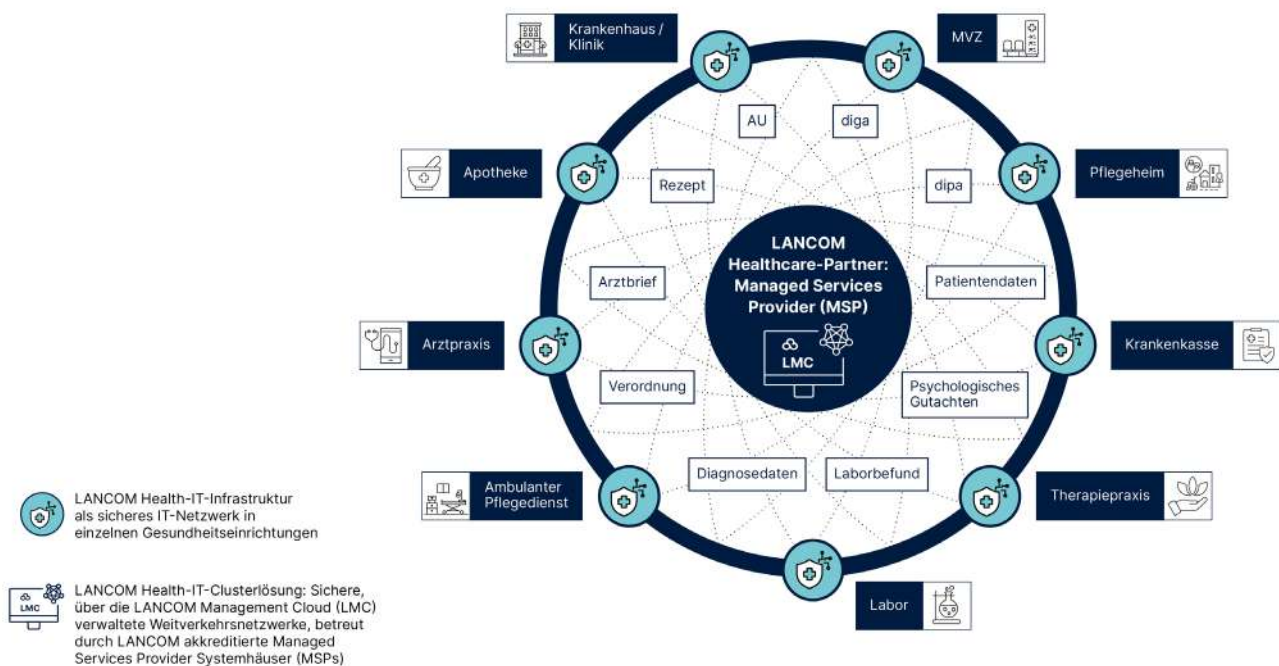 Krankenhaus /
Klinik
MVZ
AU
diga
Apotheke
Rezept
dipa
Pflegeheim
LANCOM
Healthcare-Partner:
Managed Services
Provider (MSP)
LMC
Arztbrief
Patientendaten
Arztpraxis
Krankenkasse
Verordnung
Psychologisches
Gutachten
Diagnosedaten
Laborbefund
Ambulanter
Pflegedienst
Therapiepraxis
Labor
LANCOM Health-IT-Infrastruktur
als sicheres IT-Netzwerk in
einzelnen Gesundheitseinrichtungen
LMC
LANCOM Health-IT-Clusterlösung: Sichere,
über die LANCOM Management Cloud (LMC)
verwaltete Weitverkehrsnetzwerke, betreut
durch LANCOM akkreditierte Managed
Services Provider Systemhäuser (MSPs)